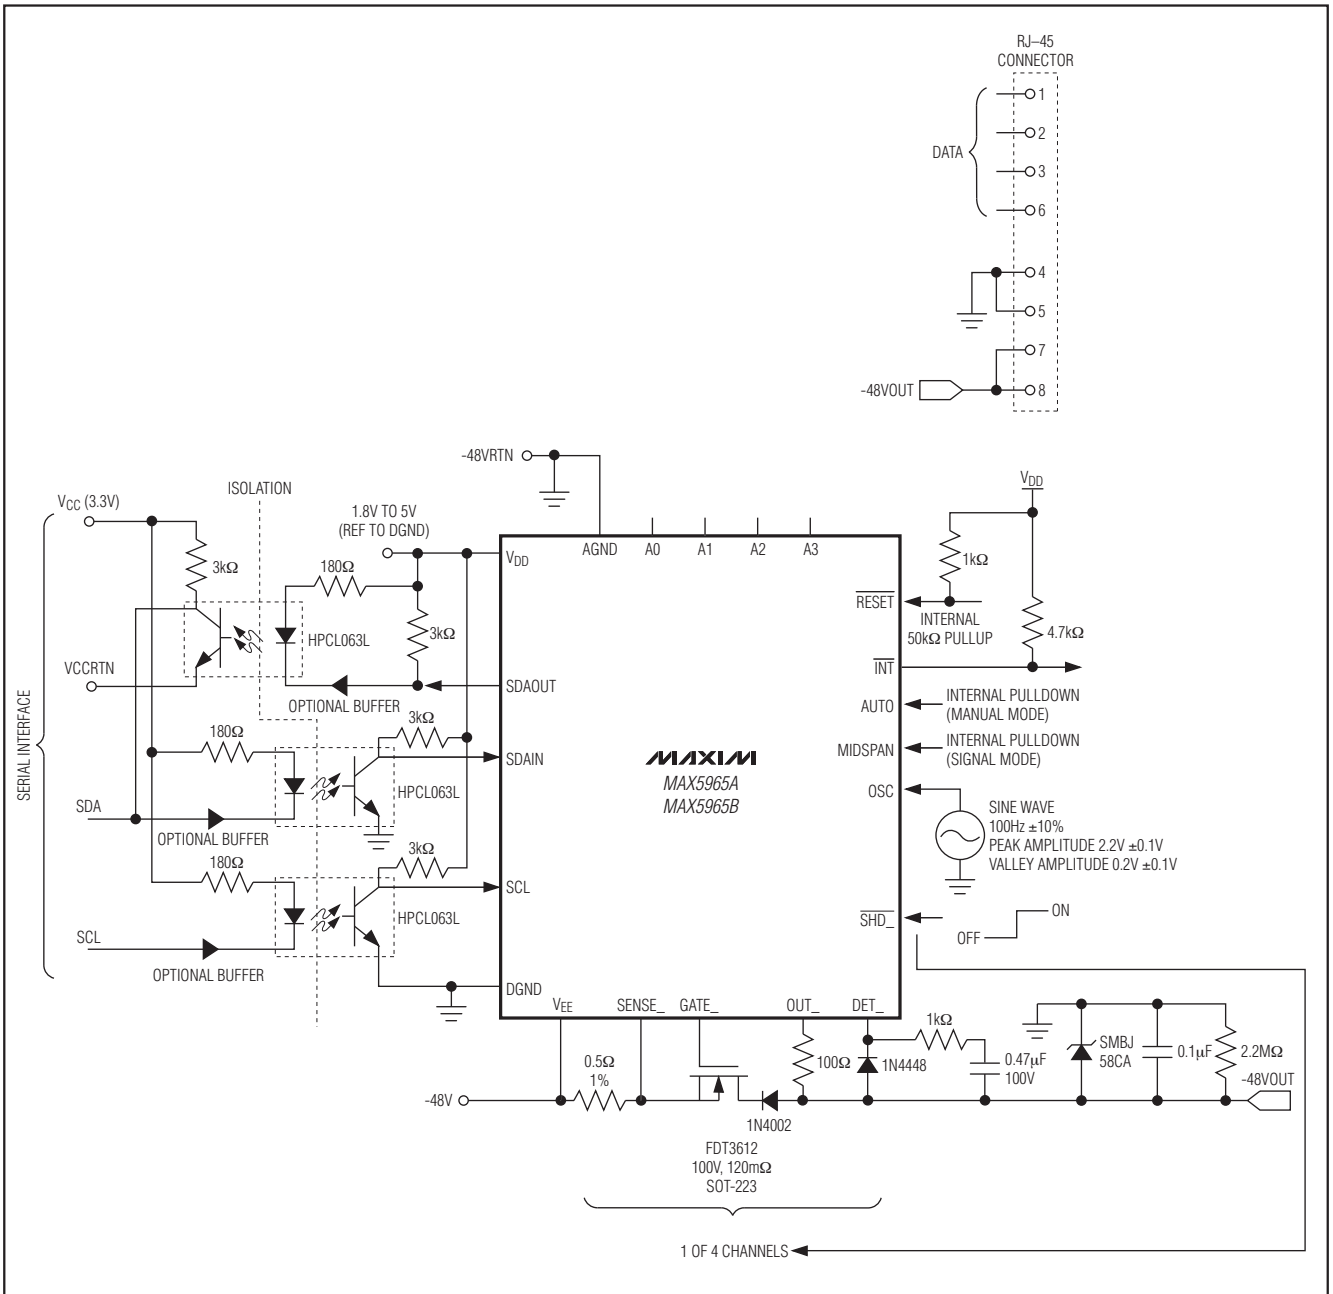 RJ–45
CONNECTOR
1
2
DATA
3
6
4
5
7
-48VOUT
8
-48VRTN
ISOLATION
VCC (3.3V)
1.8V TO 5V
(REF TO DGND)
VDD
3kΩ
180Ω
VDD
AGND
A0
A1
A2
A3
1kΩ
HPCL063L
3kΩ
RESET
INTERNAL
50kΩ PULLUP
4.7kΩ
VCCRTN
SDAOUT
INT
OPTIONAL BUFFER
SERIAL INTERFACE
180Ω
3kΩ
AUTO
INTERNAL PULLDOWN
(MANUAL MODE)
SDAIN
MAXIM
MAX5965A
MAX5965B
MIDSPAN
INTERNAL PULLDOWN
(SIGNAL MODE)
HPCL063L
OSC
SDA
OPTIONAL BUFFER
SINE WAVE
100Hz ±10%
PEAK AMPLITUDE 2.2V ±0.1V
VALLEY AMPLITUDE 0.2V ±0.1V
180Ω
3kΩ
SCL
HPCL063L
SHD_
ON
OFF
SCL
OPTIONAL BUFFER
DGND
VEE
SENSE_
GATE_
OUT_
DET_
1kΩ
0.5Ω
1%
100Ω
1N4448
0.47μF
100V
SMBJ
58CA
0.1μF
2.2MΩ
-48VOUT
-48V
1N4002
FDT3612
100V, 120mΩ
SOT-223
1 OF 4 CHANNELS